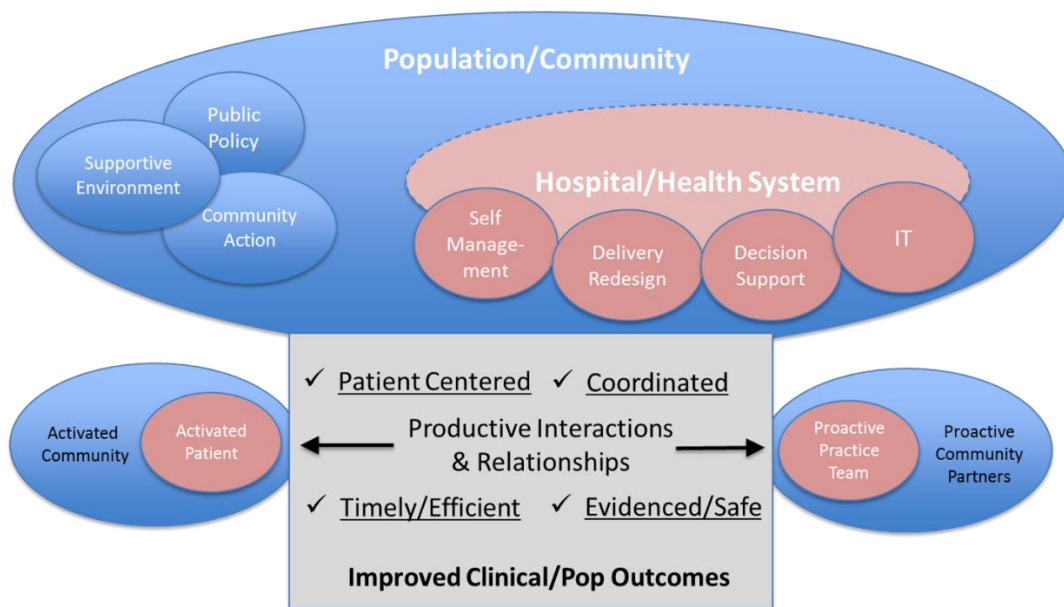 Population/Community
Public
Policy
Supportive
Environment
Community
Action
Hospital/Health System
Self
Manage-
ment
Delivery
Redesign
Decision
Support
IT
✓ Patient Centered ✓ Coordinated
Activated
Community
Activated
Patient
Productive Interactions
& Relationships
Proactive
Practice
Team
Proactive
Community
Partners
✓ Timely/Efficient ✓ Evidenced/Safe
Improved Clinical/Pop Outcomes